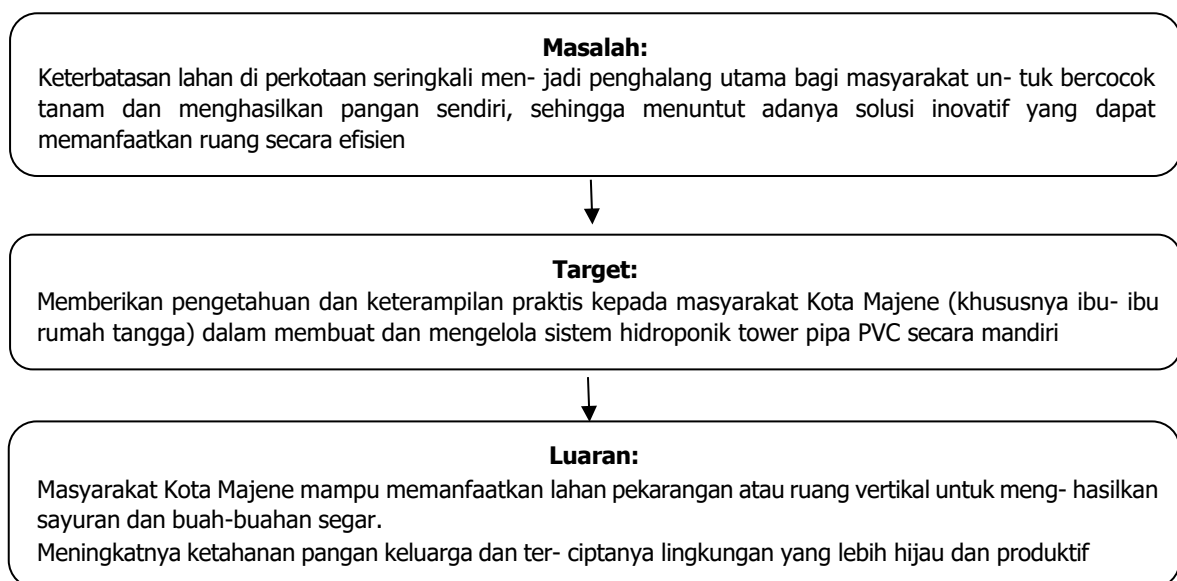 Masalah:
Keterbatasan lahan di perkotaan seringkali men- jadi penghalang utama bagi masyarakat un- tuk bercocok
tanam dan menghasilkan pangan sendiri, sehingga menuntut adanya solusi inovatif yang dapat
memanfaatkan ruang secara efisien
Target:
Memberikan pengetahuan dan keterampilan praktis kepada masyarakat Kota Majene (khususnya ibu- ibu
rumah tangga) dalam membuat dan mengelola sistem hidroponik tower pipa PVC secara mandiri
Luaran:
Masyarakat Kota Majene mampu memanfaatkan lahan pekarangan atau ruang vertikal untuk meng- hasilkan
sayuran dan buah-buahan segar.
Meningkatnya ketahanan pangan keluarga dan ter- ciptanya lingkungan yang lebih hijau dan produktif